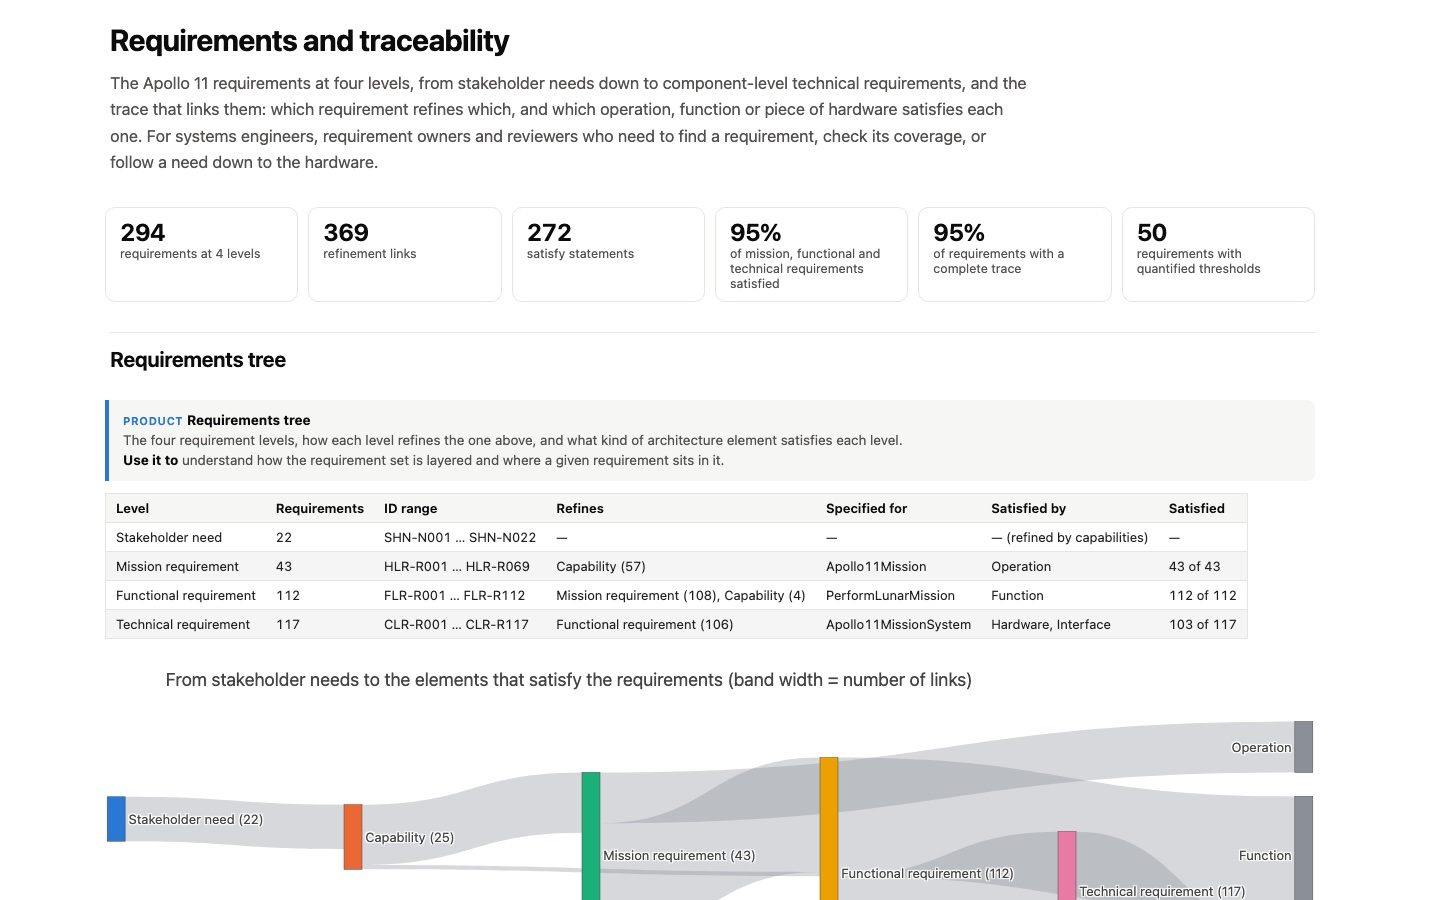 Requirements and traceability
The Apollo 11 requirements at four levels, from stakeholder needs down to component-level technical requirements, and the
trace that links them: which requirement refines which, and which operation, function or piece of hardware satisfies each
one. For systems engineers, requirement owners and reviewers who need to find a requirement, check its coverage, or
follow a need down to the hardware.
294
requirements at 4 levels
369
refinement links
272
satisfy statements
95%
of mission, functional and
technical requirements
satisfied
95%
of requirements with a
complete trace
50
requirements with
quantified thresholds
Requirements tree
PRODUCT Requirements tree
The four requirement levels, how each level refines the one above, and what kind of architecture element satisfies each level.
Use it to understand how the requirement set is layered and where a given requirement sits in it.
Level Requirements ID range Refines Specified for Satisfied by Satisfied
Stakeholder need 22 SHN-N001 … SHN-N022 — — — (refined by capabilities) —
Mission requirement 43 HLR-R001 … HLR-R069 Capability (57) Apollo11Mission Operation 43 of 43
Functional requirement 112 FLR-R001 … FLR-R112 Mission requirement (108), Capability (4) PerformLunarMission Function 112 of 112
Technical requirement 117 CLR-R001 … CLR-R117 Functional requirement (106) Apollo11MissionSystem Hardware, Interface 103 of 117
From stakeholder needs to the elements that satisfy the requirements (band width = number of links)
Operation
Stakeholder need (22)
Capability (25)
Mission requirement (43)
Function
Functional requirement (112)
Technical requirement (117)